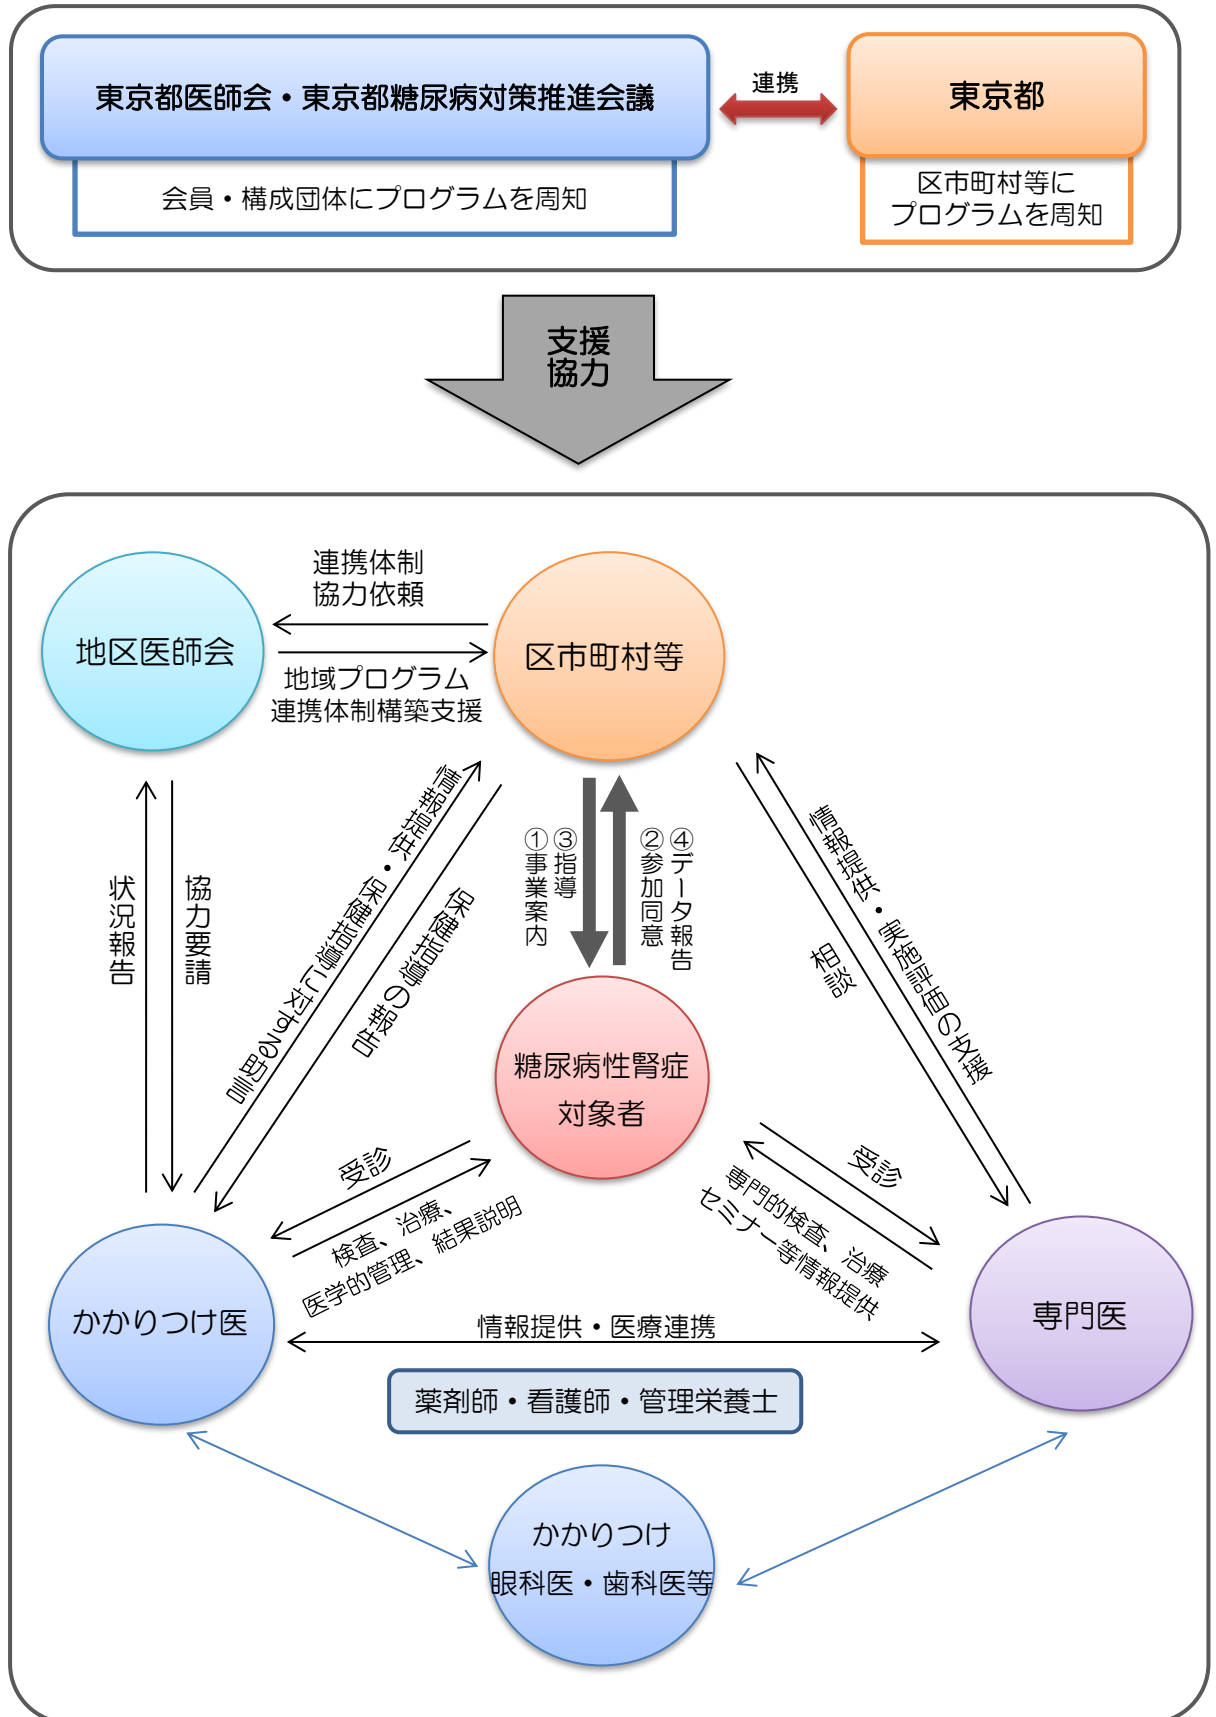 東京都医師会・東京都糖尿病対策推進会議
連携
東京都
会員・構成団体にプログラムを周知
区市町村等に
プログラムを周知
支援
協力
連携体制
協力依頼
地区医師会
区市町村等
地域プログラム
連携体制構築支援
情報提供・保健指導に対する助言
保健指導の報告
①事業案内
③指導
②参加同意
④データ報告
情報提供・実施評価の支援
相談
状況報告
協力要請
糖尿病性腎症
対象者
受診
検査、治療、
医学的管理、結果説明
受診
専門的検査、治療
セミナー等情報提供
かかりつけ医
専門医
情報提供・医療連携
薬剤師・看護師・管理栄養士
かかりつけ
眼科医・歯科医等